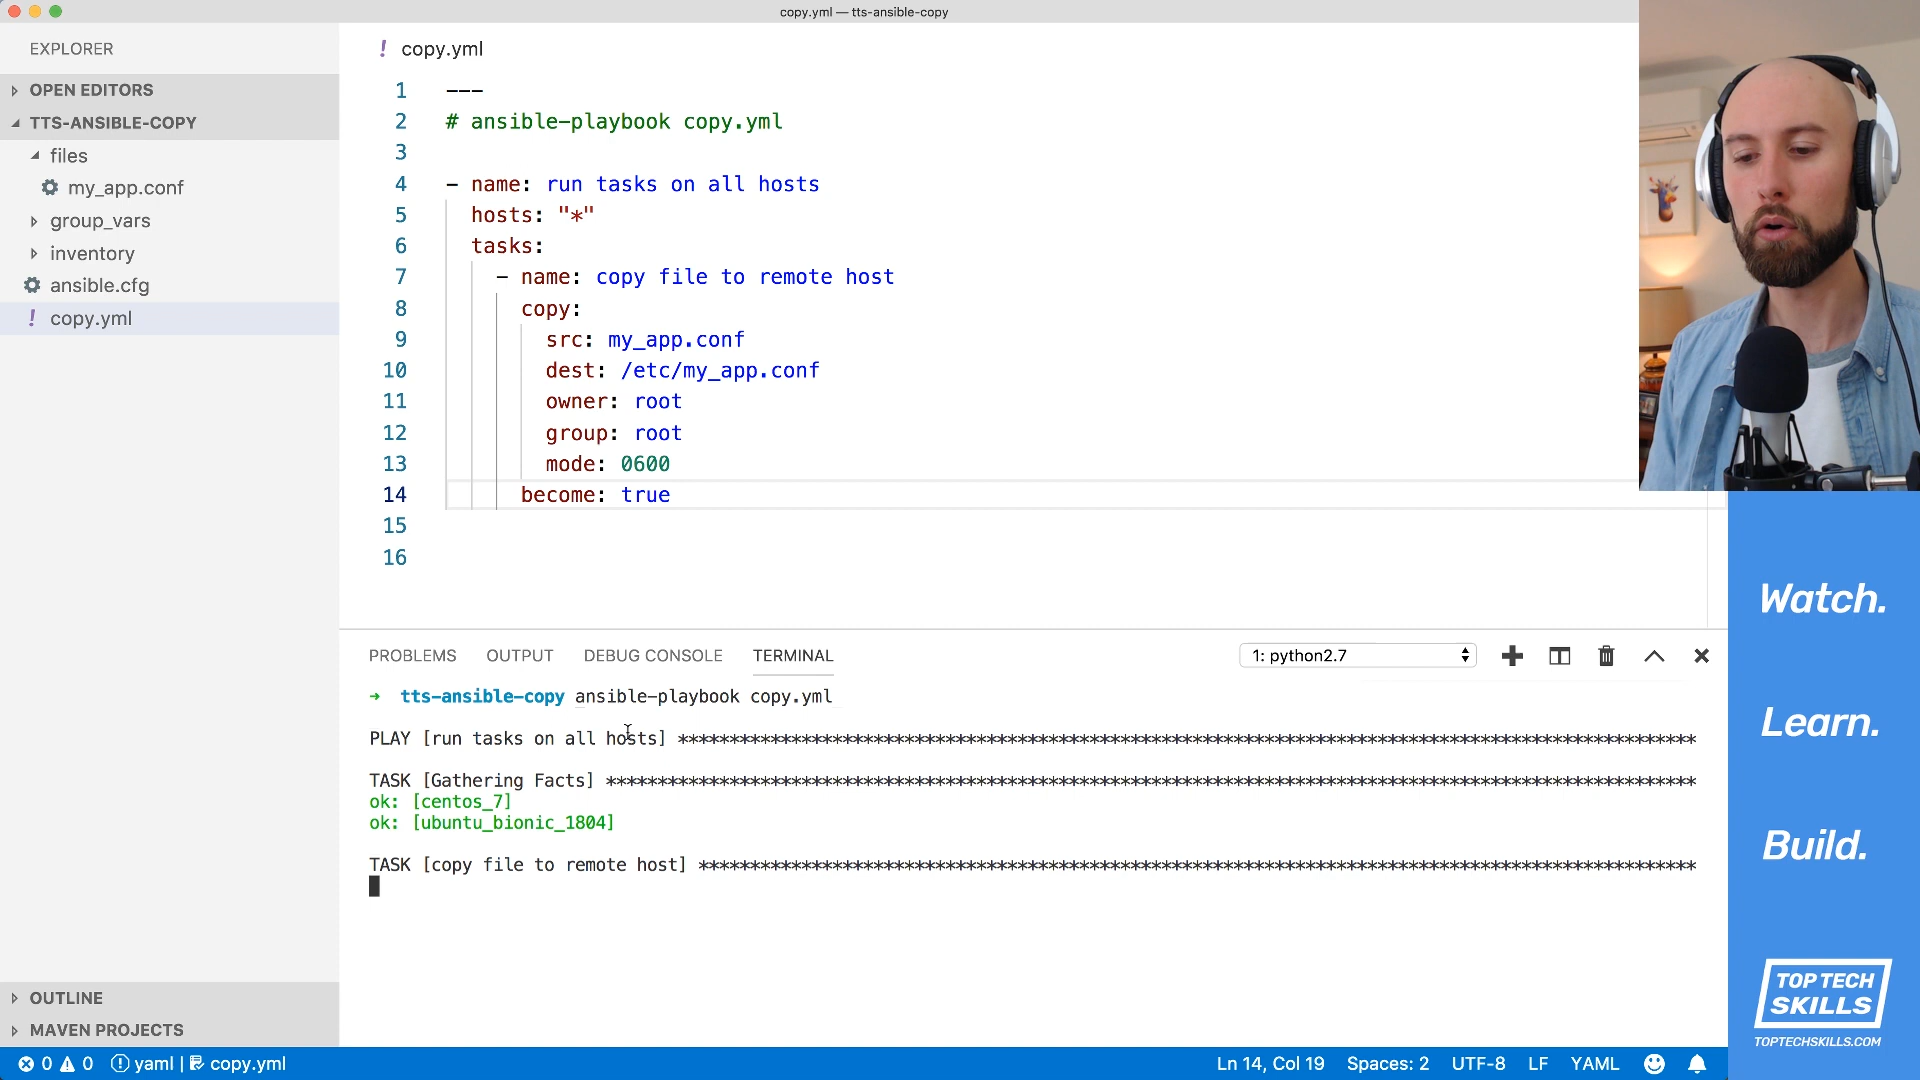 copy.yml — tts-ansible-copy
EXPLORER
OPEN EDITORS
TTS-ANSIBLE-COPY
files
my_app.conf
group_vars
inventory
ansible.cfg
! copy.yml
OUTLINE
MAVEN PROJECTS
! copy.yml
1 ---
2 # ansible-playbook copy.yml
3
4 - name: run tasks on all hosts
5 hosts: "*"
6 tasks:
7 - name: copy file to remote host
8 copy:
9 src: my_app.conf
10 dest: /etc/my_app.conf
11 owner: root
12 group: root
13 mode: 0600
14 become: true
15
16
PROBLEMS OUTPUT DEBUG CONSOLE TERMINAL 1: python2.7
→ tts-ansible-copy ansible-playbook copy.yml
PLAY [run tasks on all hosts] ***************************************************************************************************
TASK [Gathering Facts] **********************************************************************************************************
ok: [centos_7]
ok: [ubuntu_bionic_1804]
TASK [copy file to remote host] *************************************************************************************************
Watch.
Learn.
Build.
TOP TECH
SKILLS
TOPTECHSKILLS.COM
0 0 yaml | copy.yml Ln 14, Col 19 Spaces: 2 UTF-8 LF YAML